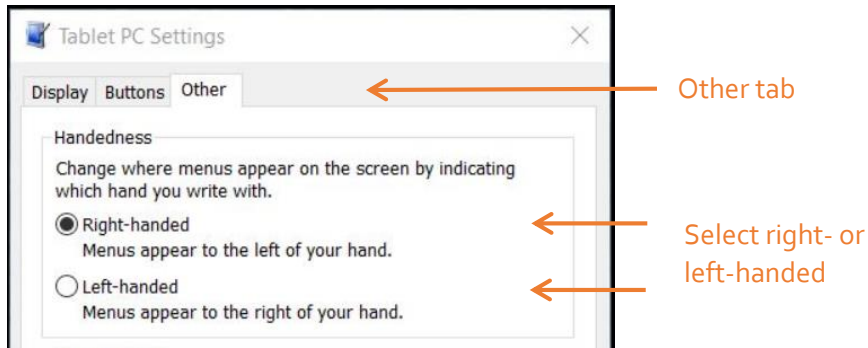 Tablet PC Settings
Display Buttons Other
Other tab
Handedness
Change where menus appear on the screen by indicating
which hand you write with.
Right-handed
Menus appear to the left of your hand.
Left-handed
Menus appear to the right of your hand.
Select right- or
left-handed